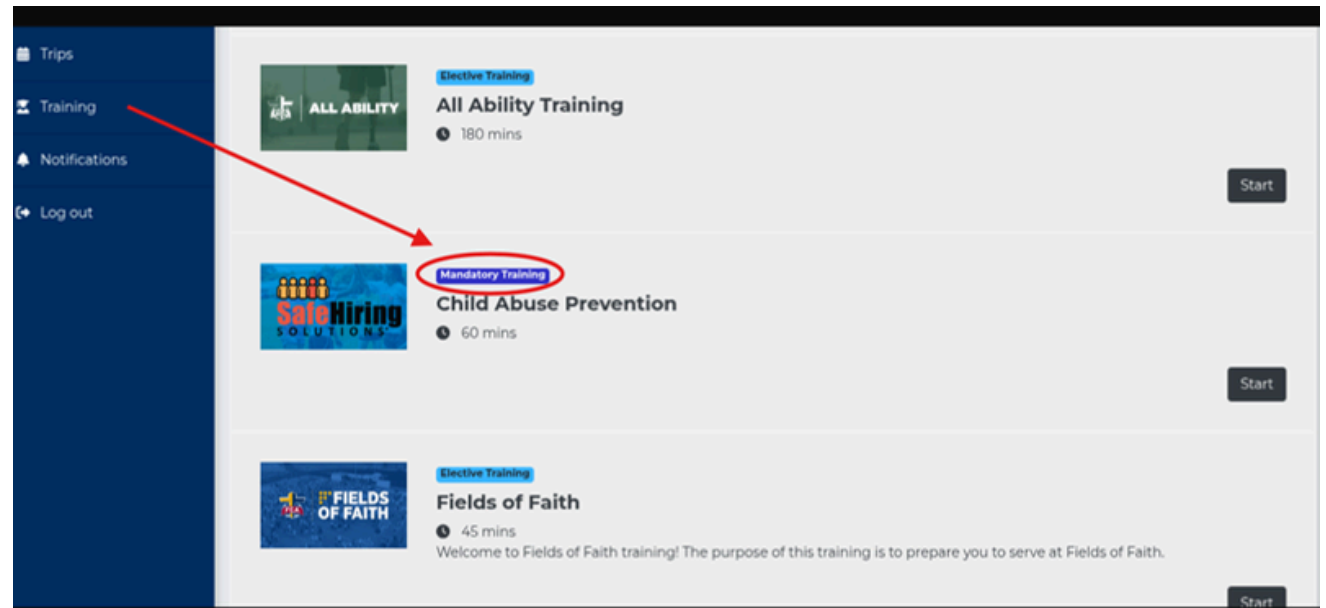 Trips
Training
Notifications
Log out
Elective Training
ALL ABILITY
All Ability Training
180 mins
Start
Mandatory Training
SafeHiring
SOLUTIONS
Child Abuse Prevention
60 mins
Start
Elective Training
FIELDS
OF FAITH
Fields of Faith
45 mins
Welcome to Fields of Faith training! The purpose of this training is to prepare you to serve at Fields of Faith.
Start